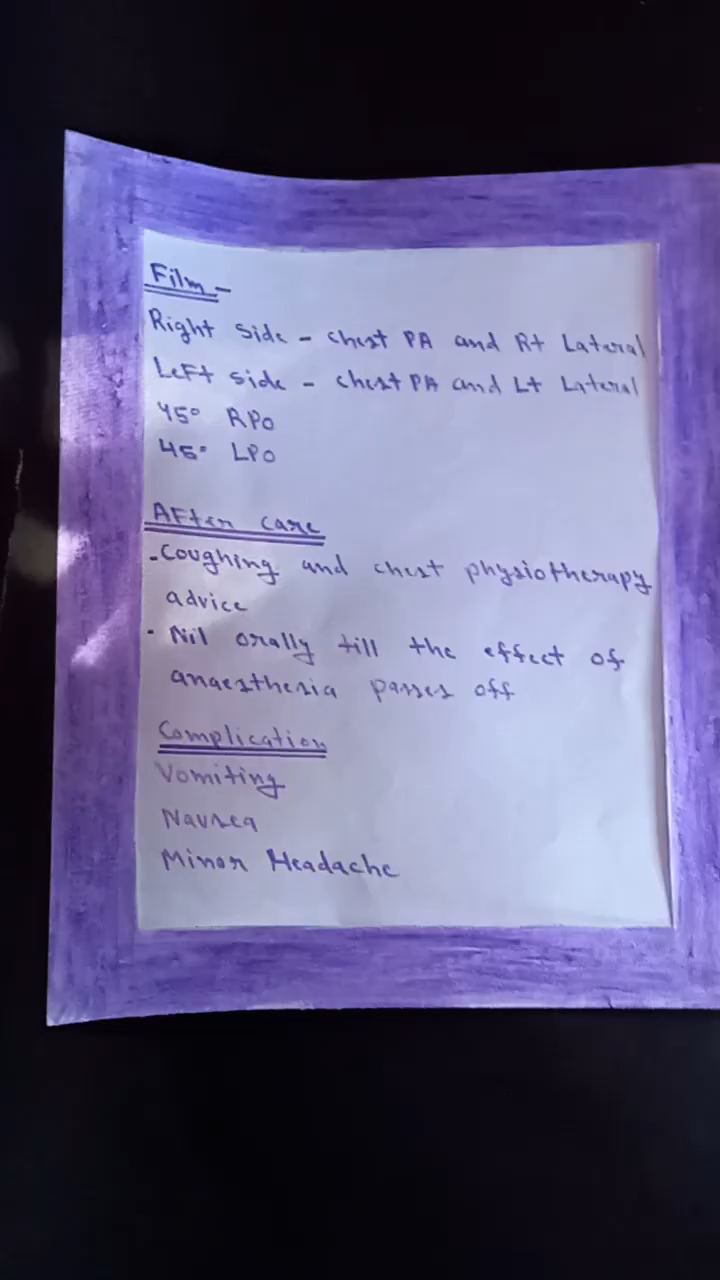 Film -
Right side - chest PA and Rt Lateral
Left side - chest PA and Lt Lateral
45° RPO
45° LPO
After care
- Coughing and chest physiotherapy
advice
• Nil orally till the effect of
anaesthesia passes off
Complication
Vomiting
Nausea
Minor Headache